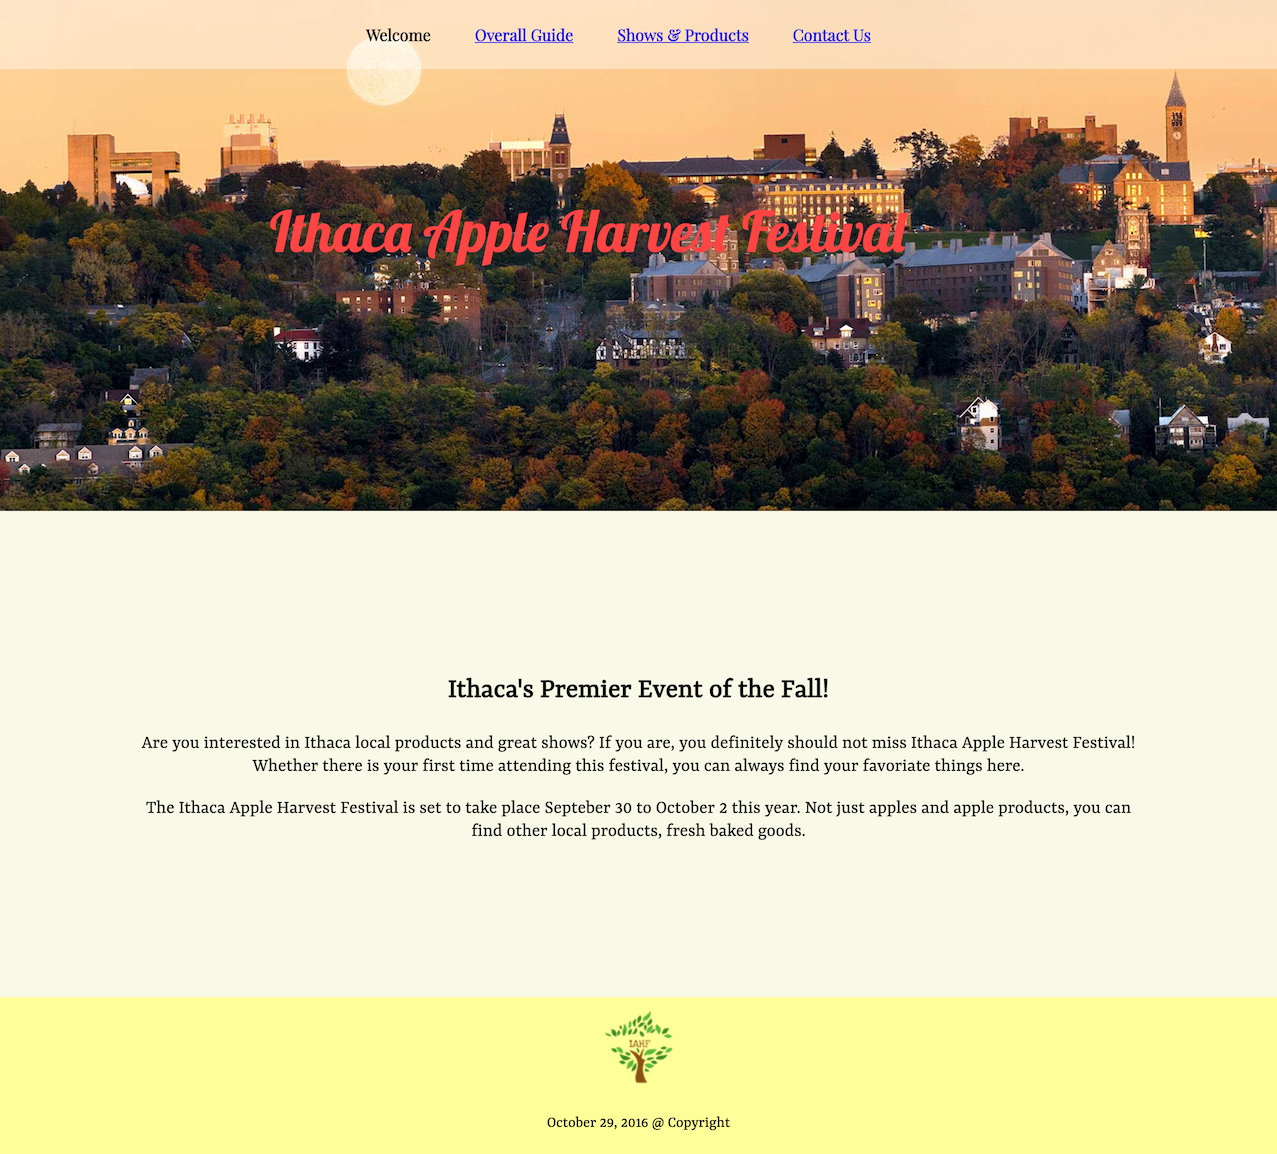 Welcome Overall Guide Shows & Products Contact Us
Ithaca Apple Harvest Festival
Ithaca's Premier Event of the Fall!
Are you interested in Ithaca local products and great shows? If you are, you definitely should not miss Ithaca Apple Harvest Festival!
Whether there is your first time attending this festival, you can always find your favoriate things here.
The Ithaca Apple Harvest Festival is set to take place Septeber 30 to October 2 this year. Not just apples and apple products, you can
find other local products, fresh baked goods.
IAHF
October 29, 2016 @ Copyright